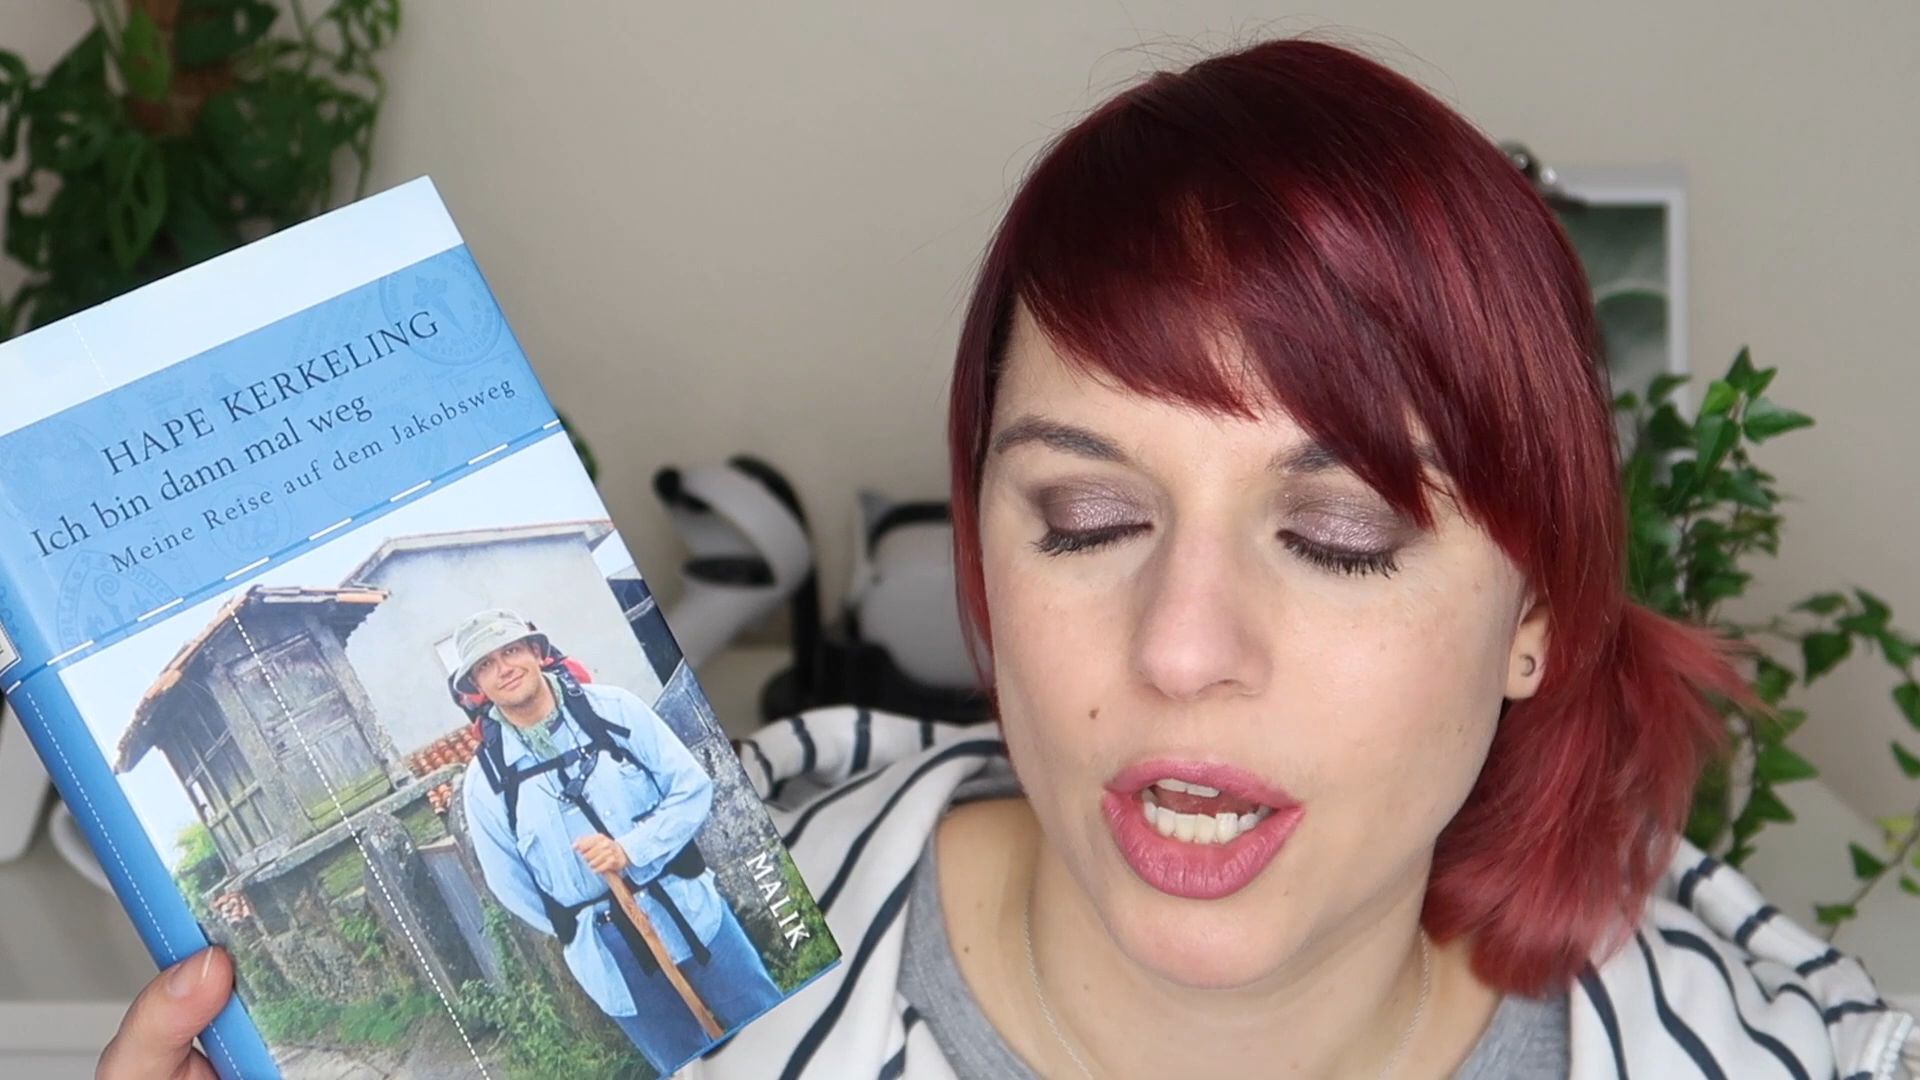 HAPE KERKELING
Ich bin dann mal weg
Meine Reise auf dem Jakobsweg
MALIK